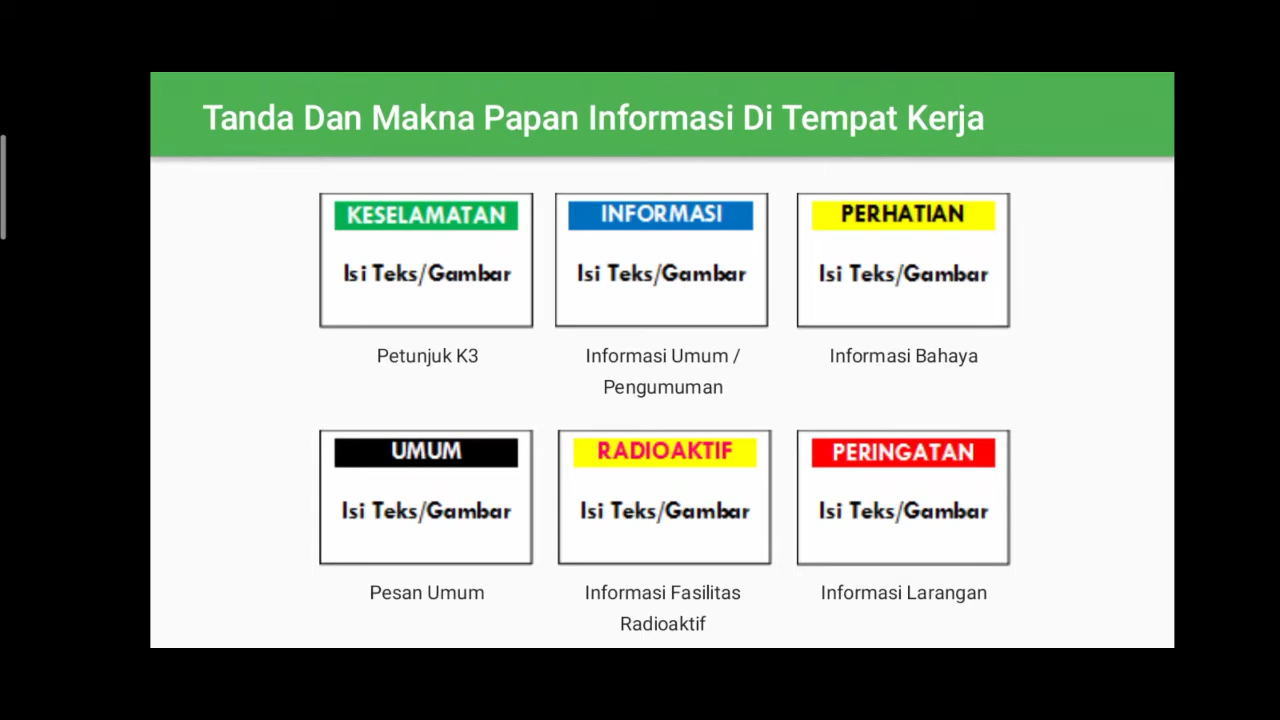 Tanda Dan Makna Papan Informasi Di Tempat Kerja
KESELAMATAN
Isi Teks/Gambar
Petunjuk K3
INFORMASI
Isi Teks/Gambar
Informasi Umum /
Pengumuman
PERHATIAN
Isi Teks/Gambar
Informasi Bahaya
UMUM
Isi Teks/Gambar
Pesan Umum
RADIOAKTIF
Isi Teks/Gambar
Informasi Fasilitas
Radioaktif
PERINGATAN
Isi Teks/Gambar
Informasi Larangan